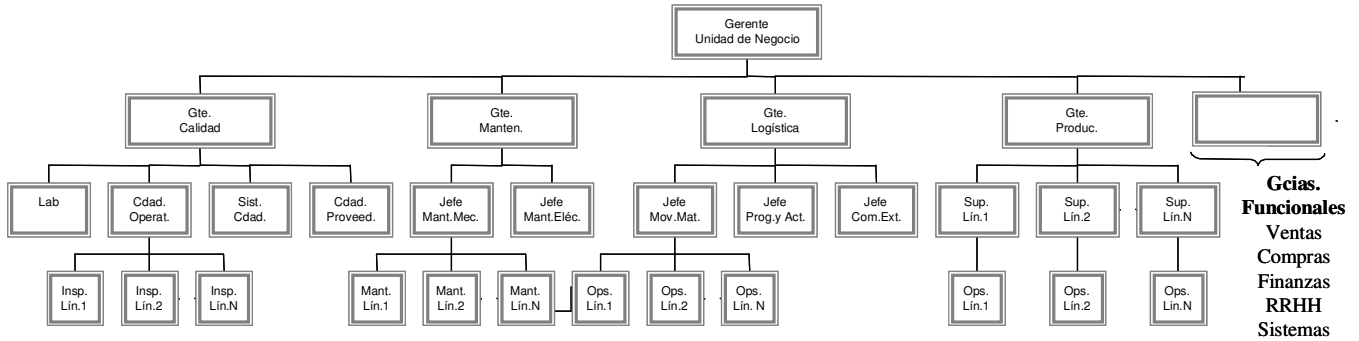 Gerente
Unidad de Negocio
Gte.
Calidad
Gte.
Manten.
Gte.
Logística
Gte.
Produc.
.
Lab
Cdad.
Operat.
Sist.
Cdad.
Cdad.
Proveed.
Jefe
Mant.Mec.
Jefe
Mant.Eléc.
Jefe
Mov.Mat.
Jefe
Prog.y Act.
Jefe
Com.Ext.
Sup.
Lín.1
Sup.
Lín.2
Sup.
Lín.N
Insp.
Lín.1
Insp.
Lín.2
Insp.
Lín.N
Mant.
Lín.1
Mant.
Lín.2
Mant.
Lín.N
Ops.
Lín.1
Ops.
Lín.2
Ops.
Lín. N
Ops.
Lín.1
Ops.
Lín.2
Ops.
Lin.N
Gcias.
Funcionales
Ventas
Compras
Finanzas
RRHH
Sistemas